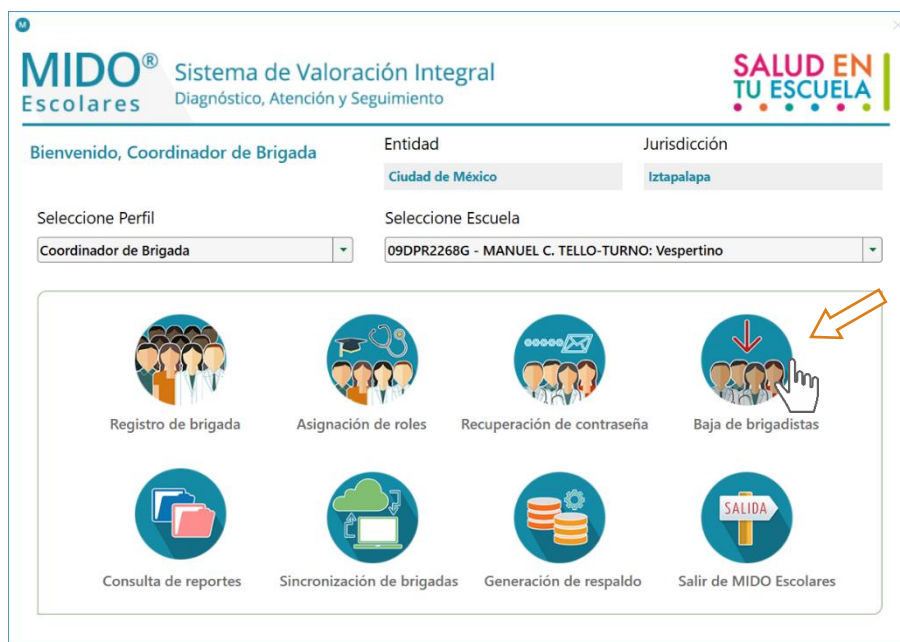 M
MIDO®
Escolares
Sistema de Valoración Integral
Diagnóstico, Atención y Seguimiento
SALUD EN
TU ESCUELA
Bienvenido, Coordinador de Brigada
Entidad
Jurisdicción
Ciudad de México
Iztapalapa
Seleccione Perfil
Seleccione Escuela
Coordinador de Brigada
09DPR2268G - MANUEL C. TELLO-TURNO: Vespertino
Registro de brigada
Asignación de roles
Recuperación de contraseña
Baja de brigadistas
SALIDA
Consulta de reportes
Sincronización de brigadas
Generación de respaldo
Salir de MIDO Escolares